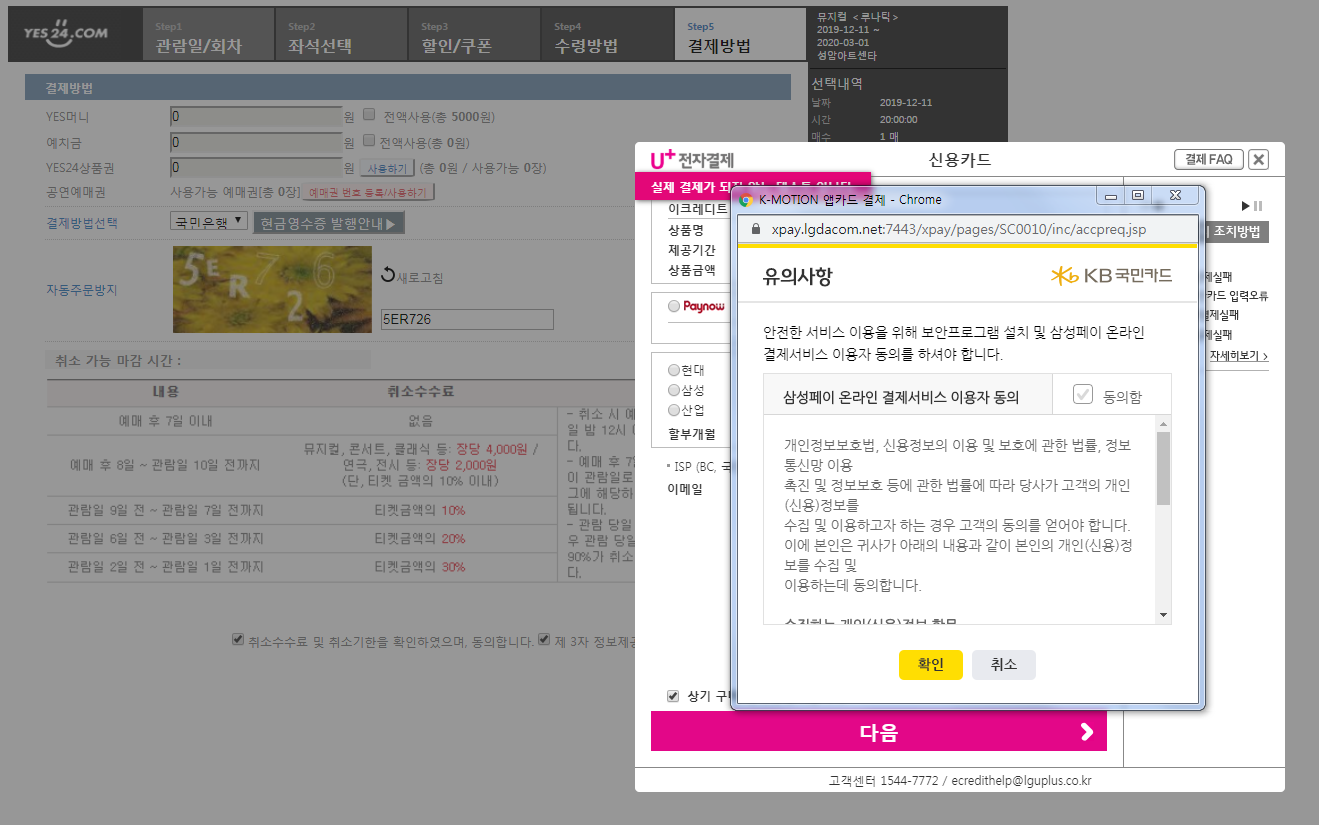 YES24.COM
Step1
관람일/회차
Step2
좌석선택
Step3
할인/쿠폰
Step4
수령방법
Step5
결제방법
뮤지컬 <루나틱>
2019-12-11 ~
2020-03-01
성암아트센타
선택내역
날짜 2019-12-11
시간 20:00:00
매수 1 매
결제방법
YES머니 0 원 전액사용(총 5000원)
예치금 0 원 전액사용(총 0원)
YES24상품권 0 원 사용하기 (총 0원 / 사용가능 0장)
공연예매권 사용가능 예매권[총 0장] 예매권 번호 등록/사용하기
결제방법선택 국민은행 현금영수증 발행안내▶
자동주문방지 5ER726 새로고침
5ER726
취소 가능 마감 시간 :
내용 취소수수료
예매 후 7일 이내 없음
예매 후 8일 ~ 관람일 10일 전까지
뮤지컬, 콘서트, 클래식 등: 장당 4,000원 /
연극, 전시 등: 장당 2,000원
(단, 티켓 금액의 10% 이내)
관람일 9일 전 ~ 관람일 7일 전까지 티켓금액의 10%
관람일 6일 전 ~ 관람일 3일 전까지 티켓금액의 20%
관람일 2일 전 ~ 관람일 1일 전까지 티켓금액의 30%
- 취소 시 예
일 밤 12시 (
다.
- 예매 후 7일
이 관람일로
그에 해당하
됩니다.
- 관람 당일
우 관람 당일
90%가 취소
다.
취소수수료 및 취소기한을 확인하였으며, 동의합니다. 제 3자 정보제공
U+전자결제
신용카드
결제 FAQ
이크레디트
상품명
제공기간
상품금액
Paynow
현대
삼성
산업
할부개월
* ISP (BC, 국
이메일
상기 구매
다음
조치방법
제실패
카드 입력오류
결제실패
제실패
자세히보기 >
고객센터 1544-7772 / ecredithelp@lguplus.co.kr
K-MOTION 앱카드 결제 - Chrome
xpay.lgdacom.net:7443/xpay/pages/SC0010/inc/accpreq.jsp
유의사항
KB국민카드
안전한 서비스 이용을 위해 보안프로그램 설치 및 삼성페이 온라인
결제서비스 이용자 동의를 하셔야 합니다.
삼성페이 온라인 결제서비스 이용자 동의 동의함
개인정보보호법, 신용정보의 이용 및 보호에 관한 법률, 정보
통신망 이용
촉진 및 정보보호 등에 관한 법률에 따라 당사가 고객의 개인
(신용)정보를
수집 및 이용하고자 하는 경우 고객의 동의를 얻어야 합니다.
이에 본인은 귀사가 아래의 내용과 같이 본인의 개인(신용)정
보를 수집 및
이용하는데 동의합니다.
확인
취소